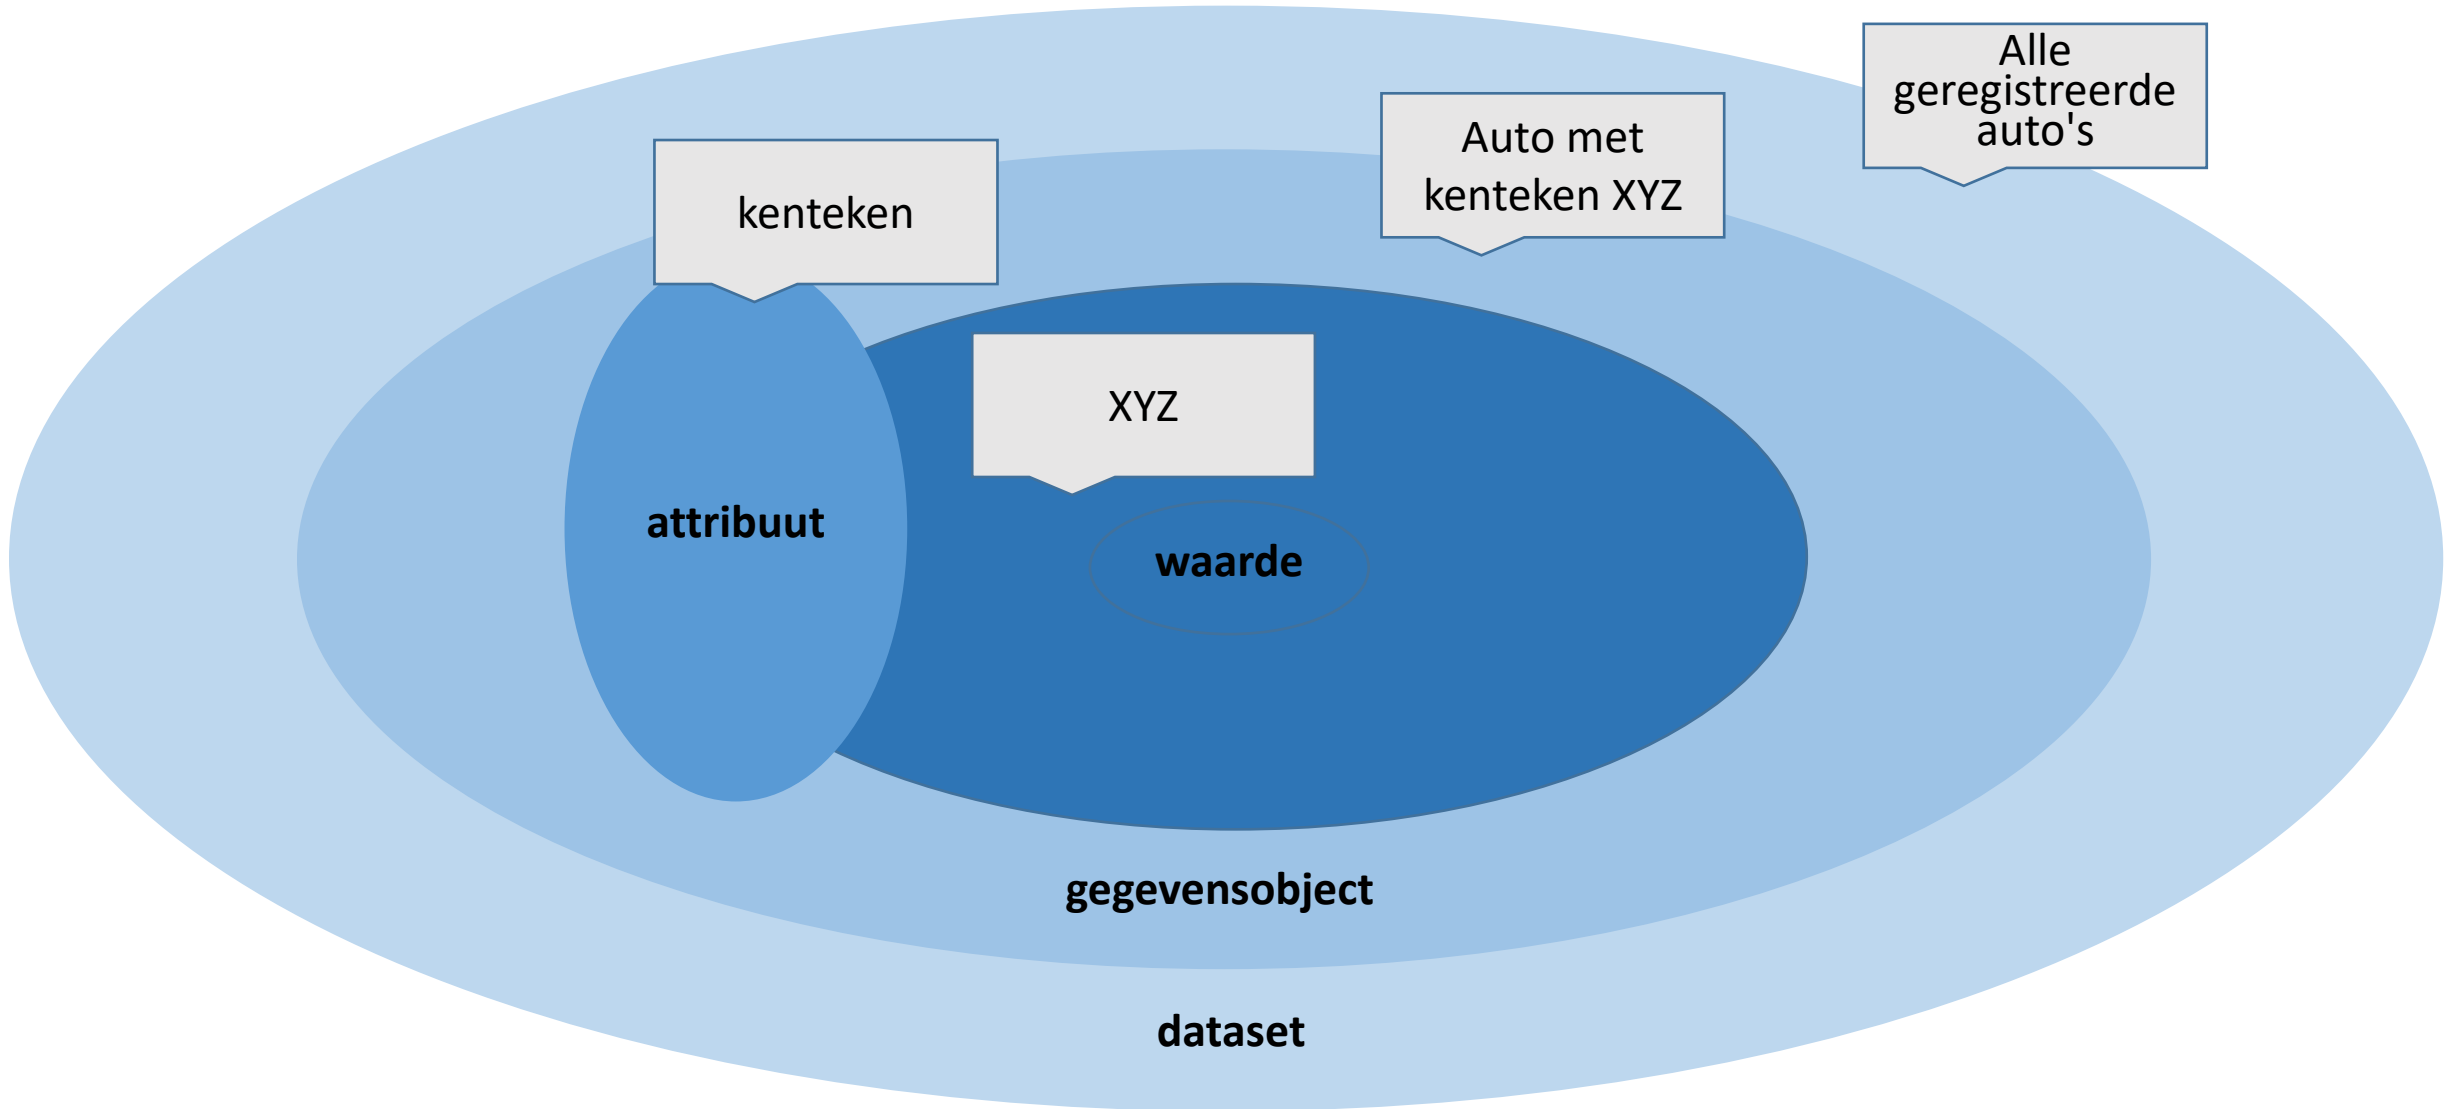 Alle
geregistreerde
auto's
Auto met
kenteken XYZ
kenteken
XYZ
attribuut
waarde
gegevensobject
dataset